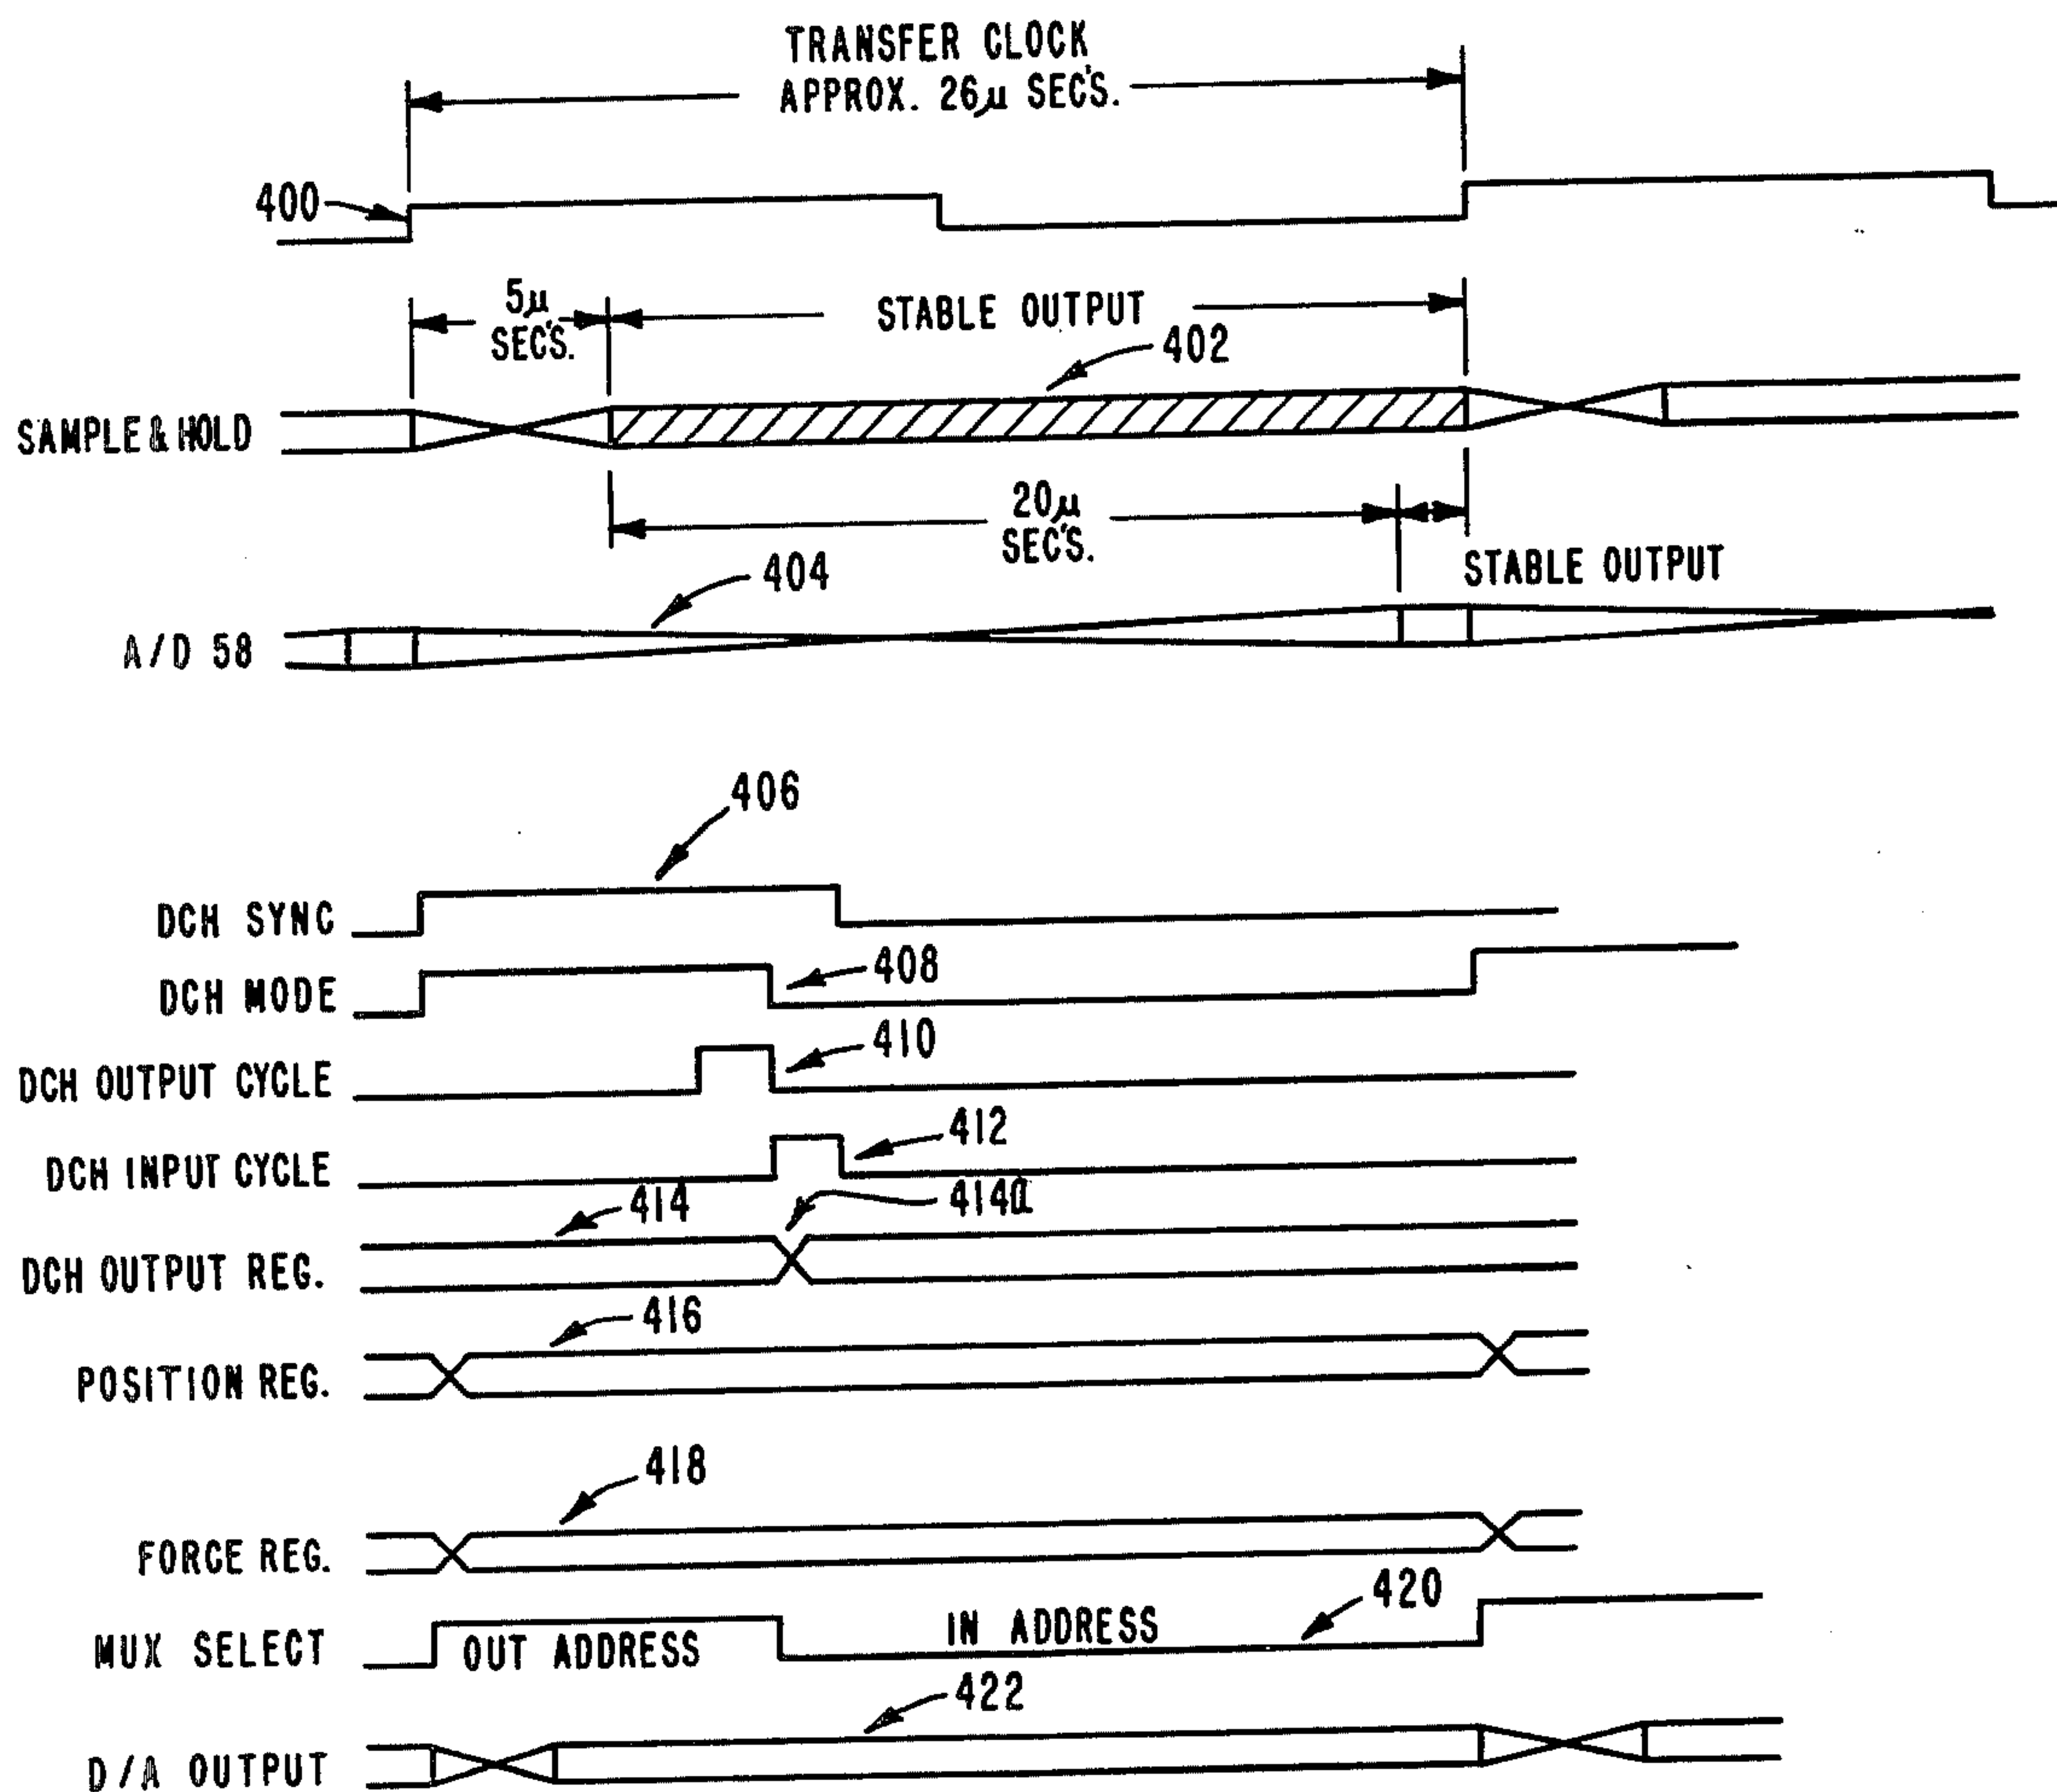 TRANSFER CLOCK
APPROX. 26μ SEC'S.
400
5μ
SEC'S.
STABLE OUTPUT
402
SAMPLE & HOLD
20μ
SEC'S.
STABLE OUTPUT
404
A/D 58
406
DCH SYNC
408
DCH MODE
410
DCH OUTPUT CYCLE
412
DCH INPUT CYCLE
414
414a
DCH OUTPUT REG.
416
POSITION REG.
418
FORCE REG.
420
MUX SELECT
OUT ADDRESS
IN ADDRESS
422
D/A OUTPUT